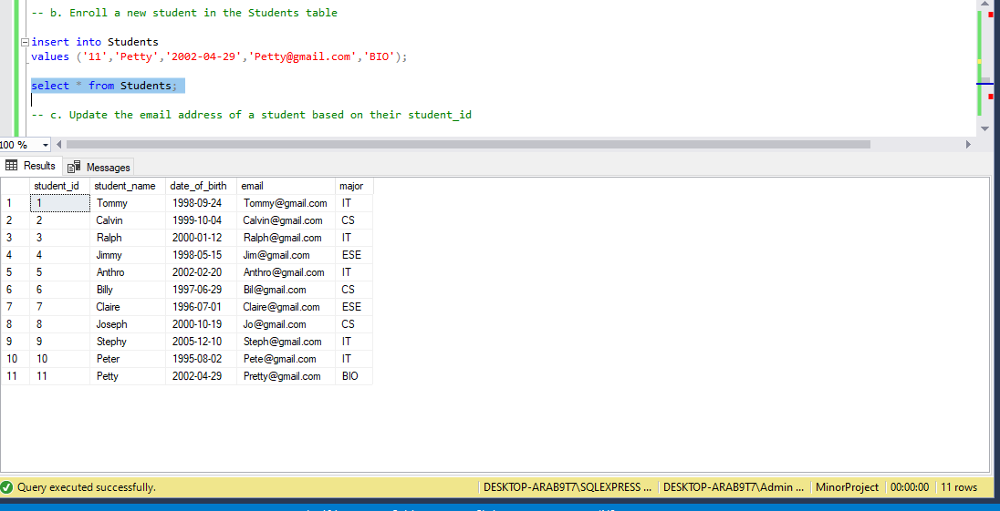 -- b. Enroll a new student in the Students table
insert into Students
values ('11','Petty','2002-04-29','Petty@gmail.com','BIO');
select * from Students;
-- c. Update the email address of a student based on their student_id
100 %
Results Messages
student_id student_name date_of_birth email major
1 1 Tommy 1998-09-24 Tommy@gmail.com IT
2 2 Calvin 1999-10-04 Calvin@gmail.com CS
3 3 Ralph 2000-01-12 Ralph@gmail.com IT
4 4 Jimmy 1998-05-15 Jim@gmail.com ESE
5 5 Anthro 2002-02-20 Anthro@gmail.com IT
6 6 Billy 1997-06-29 Bil@gmail.com CS
7 7 Claire 1996-07-01 Claire@gmail.com ESE
8 8 Joseph 2000-10-19 Jo@gmail.com CS
9 9 Stephy 2005-12-10 Steph@gmail.com IT
10 10 Peter 1995-08-02 Pete@gmail.com IT
11 11 Petty 2002-04-29 Pretty@gmail.com BIO
Query executed successfully. DESKTOP-ARAB9T7\SQLEXPRESS ... DESKTOP-ARAB9T7\Admin ... MinorProject 00:00:00 11 rows